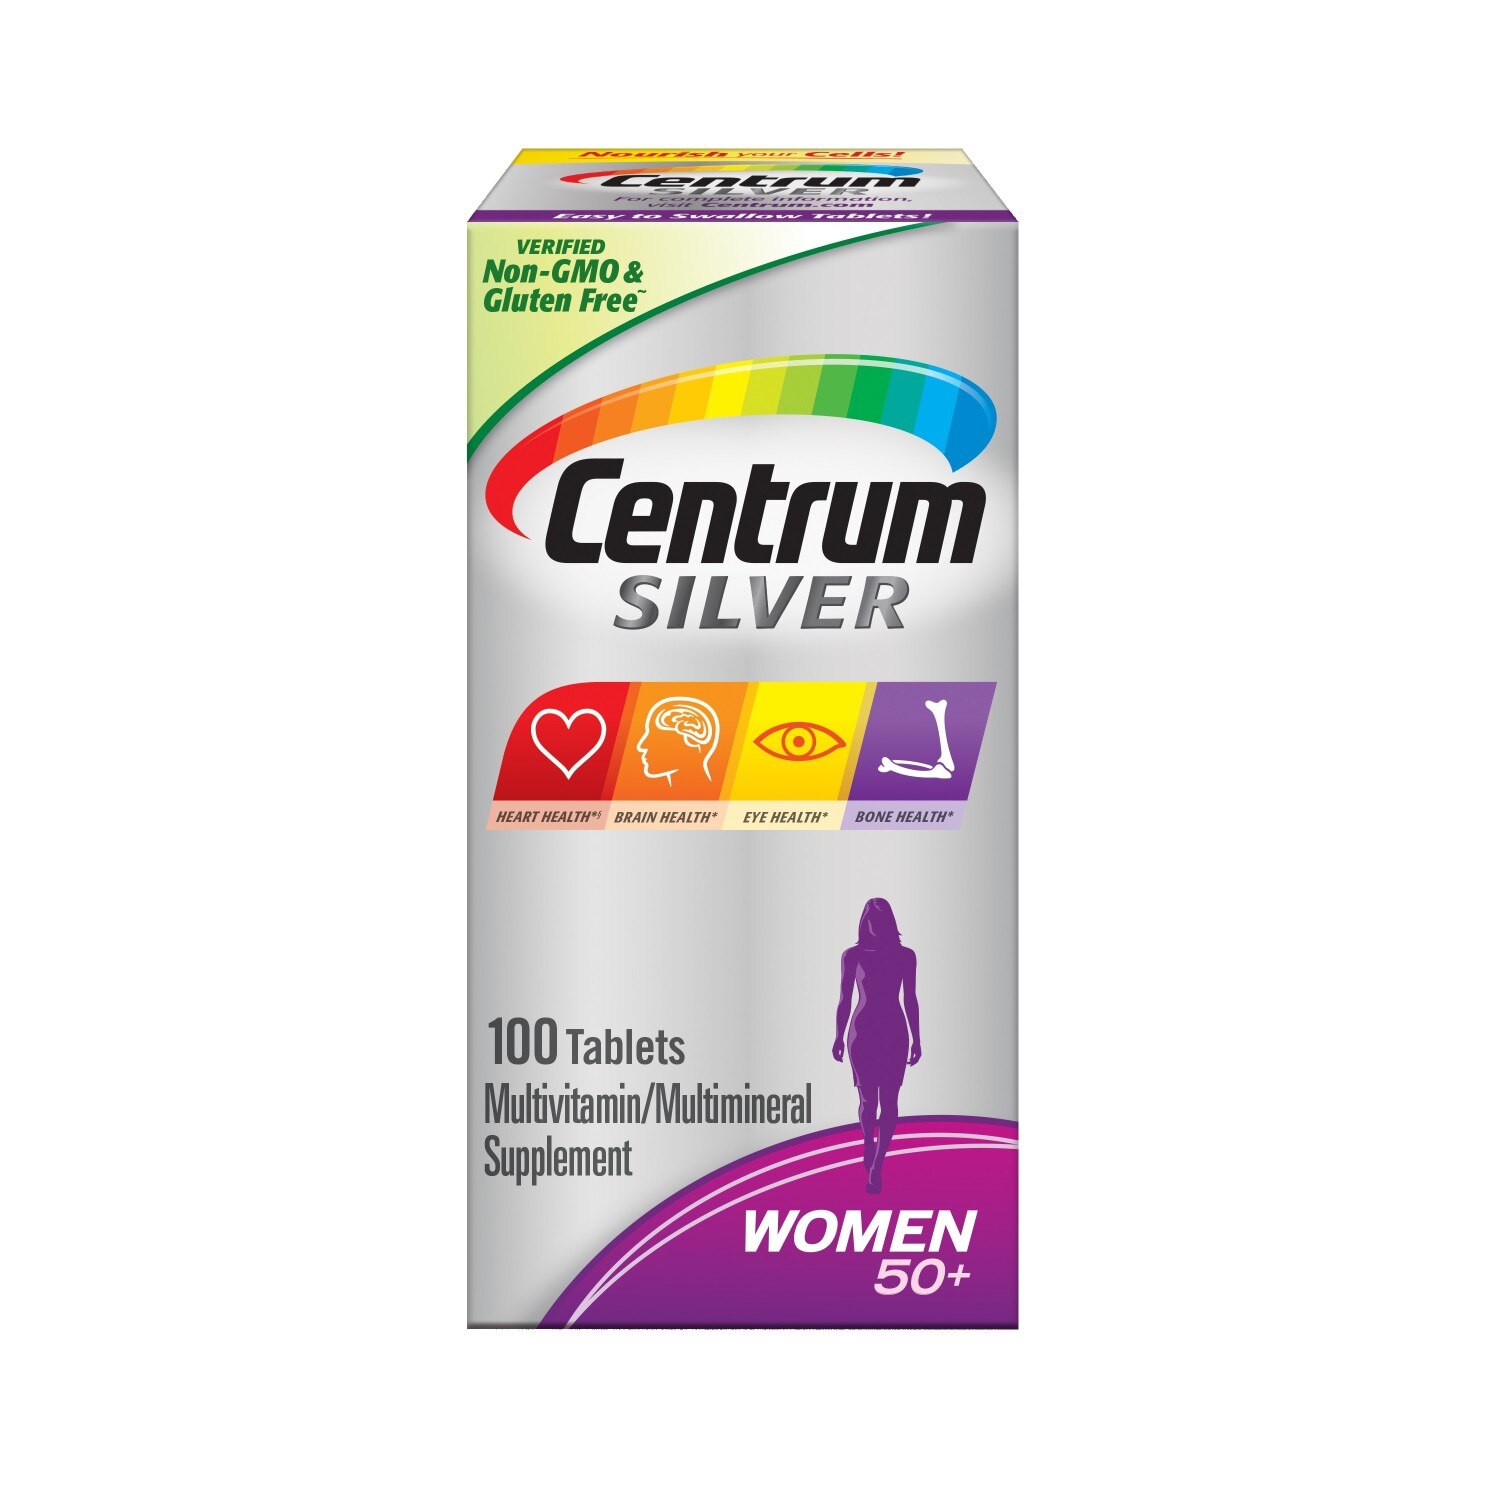 Nourish your Cells!
Centrum
SILVER
For complete information,
visit Centrum.com
Easy to Swallow Tablets!
VERIFIED
Non-GMO &
Gluten Free~
Centrum
SILVER
HEART HEALTH*§ BRAIN HEALTH* EYE HEALTH* BONE HEALTH*
100 Tablets
Multivitamin/Multimineral
Supplement
WOMEN
50+